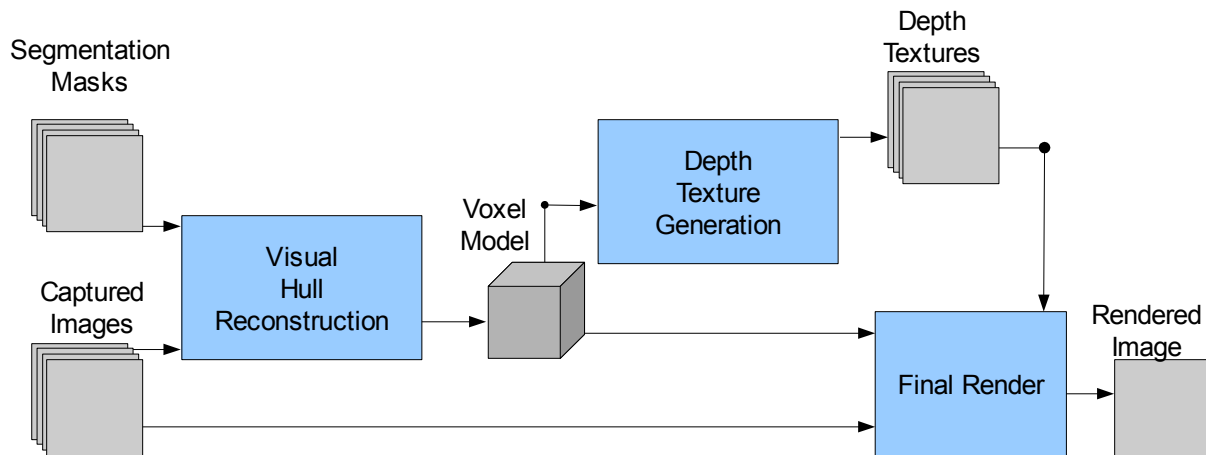 Segmentation
Masks
Captured
Images
Visual
Hull
Reconstruction
Voxel
Model
Depth
Texture
Generation
Depth
Textures
Final Render
Rendered
Image